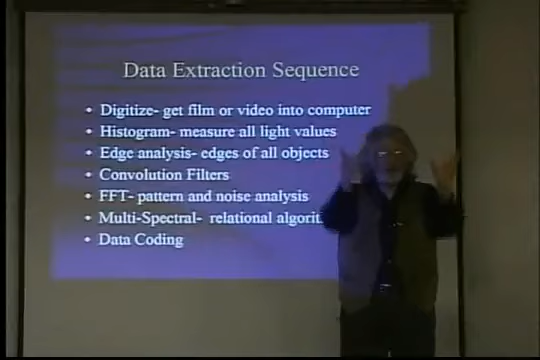 Data Extraction Sequence
• Digitize- get film or video into computer
• Histogram- measure all light values
• Edge analysis- edges of all objects
• Convolution Filters
• FFT- pattern and noise analysis
• Multi-Spectral- relational
• Data Coding